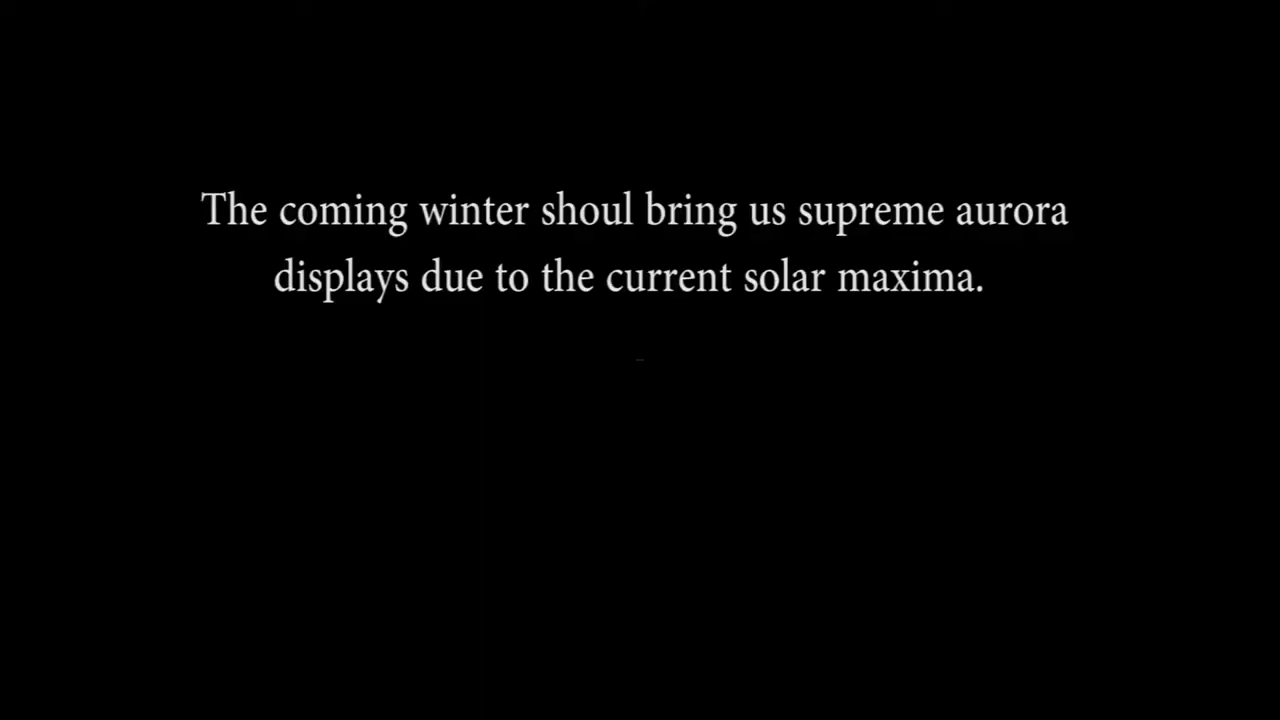 The coming winter shoul bring us supreme aurora
displays due to the current solar maxima.